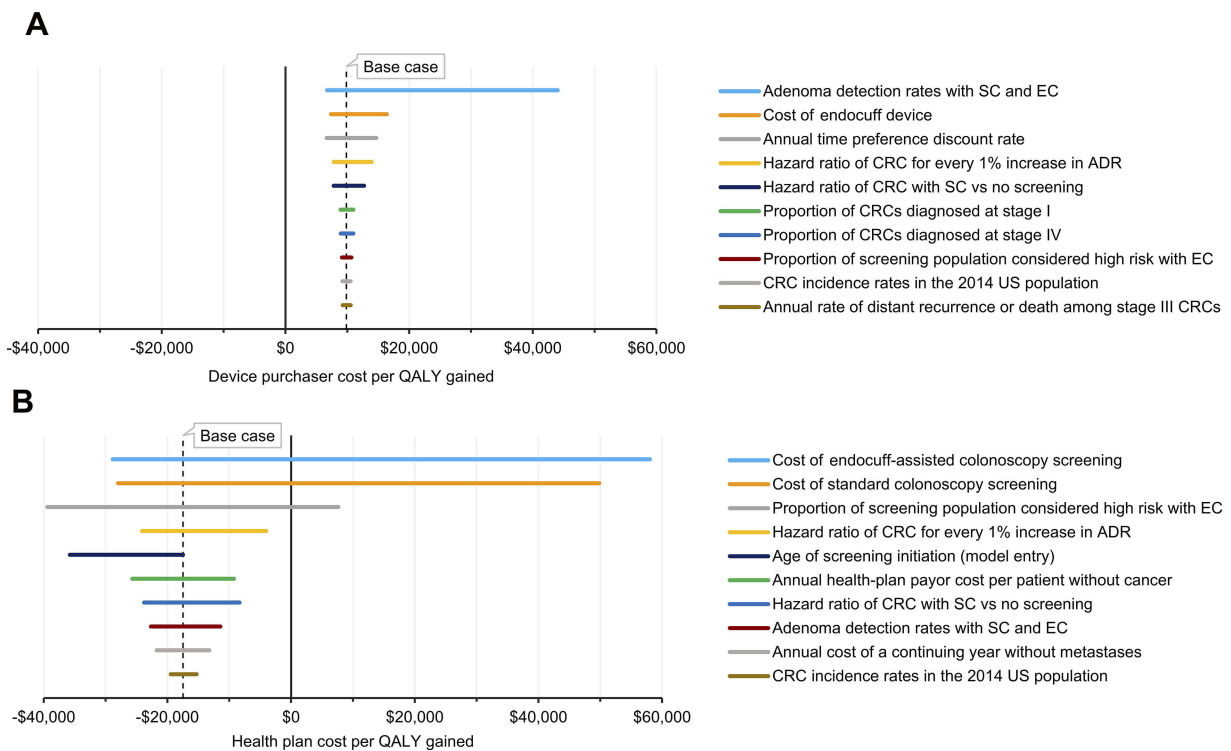 A
Base case
Adenoma detection rates with SC and EC
Cost of endocuff device
Annual time preference discount rate
Hazard ratio of CRC for every 1% increase in ADR
Hazard ratio of CRC with SC vs no screening
Proportion of CRCs diagnosed at stage I
Proportion of CRCs diagnosed at stage IV
Proportion of screening population considered high risk with EC
CRC incidence rates in the 2014 US population
Annual rate of distant recurrence or death among stage III CRCs
-$40,000 -$20,000 $0 $20,000 $40,000 $60,000
Device purchaser cost per QALY gained
B
Base case
Cost of endocuff-assisted colonoscopy screening
Cost of standard colonoscopy screening
Proportion of screening population considered high risk with EC
Hazard ratio of CRC for every 1% increase in ADR
Age of screening initiation (model entry)
Annual health-plan payor cost per patient without cancer
Hazard ratio of CRC with SC vs no screening
Adenoma detection rates with SC and EC
Annual cost of a continuing year without metastases
CRC incidence rates in the 2014 US population
-$40,000 -$20,000 $0 $20,000 $40,000 $60,000
Health plan cost per QALY gained